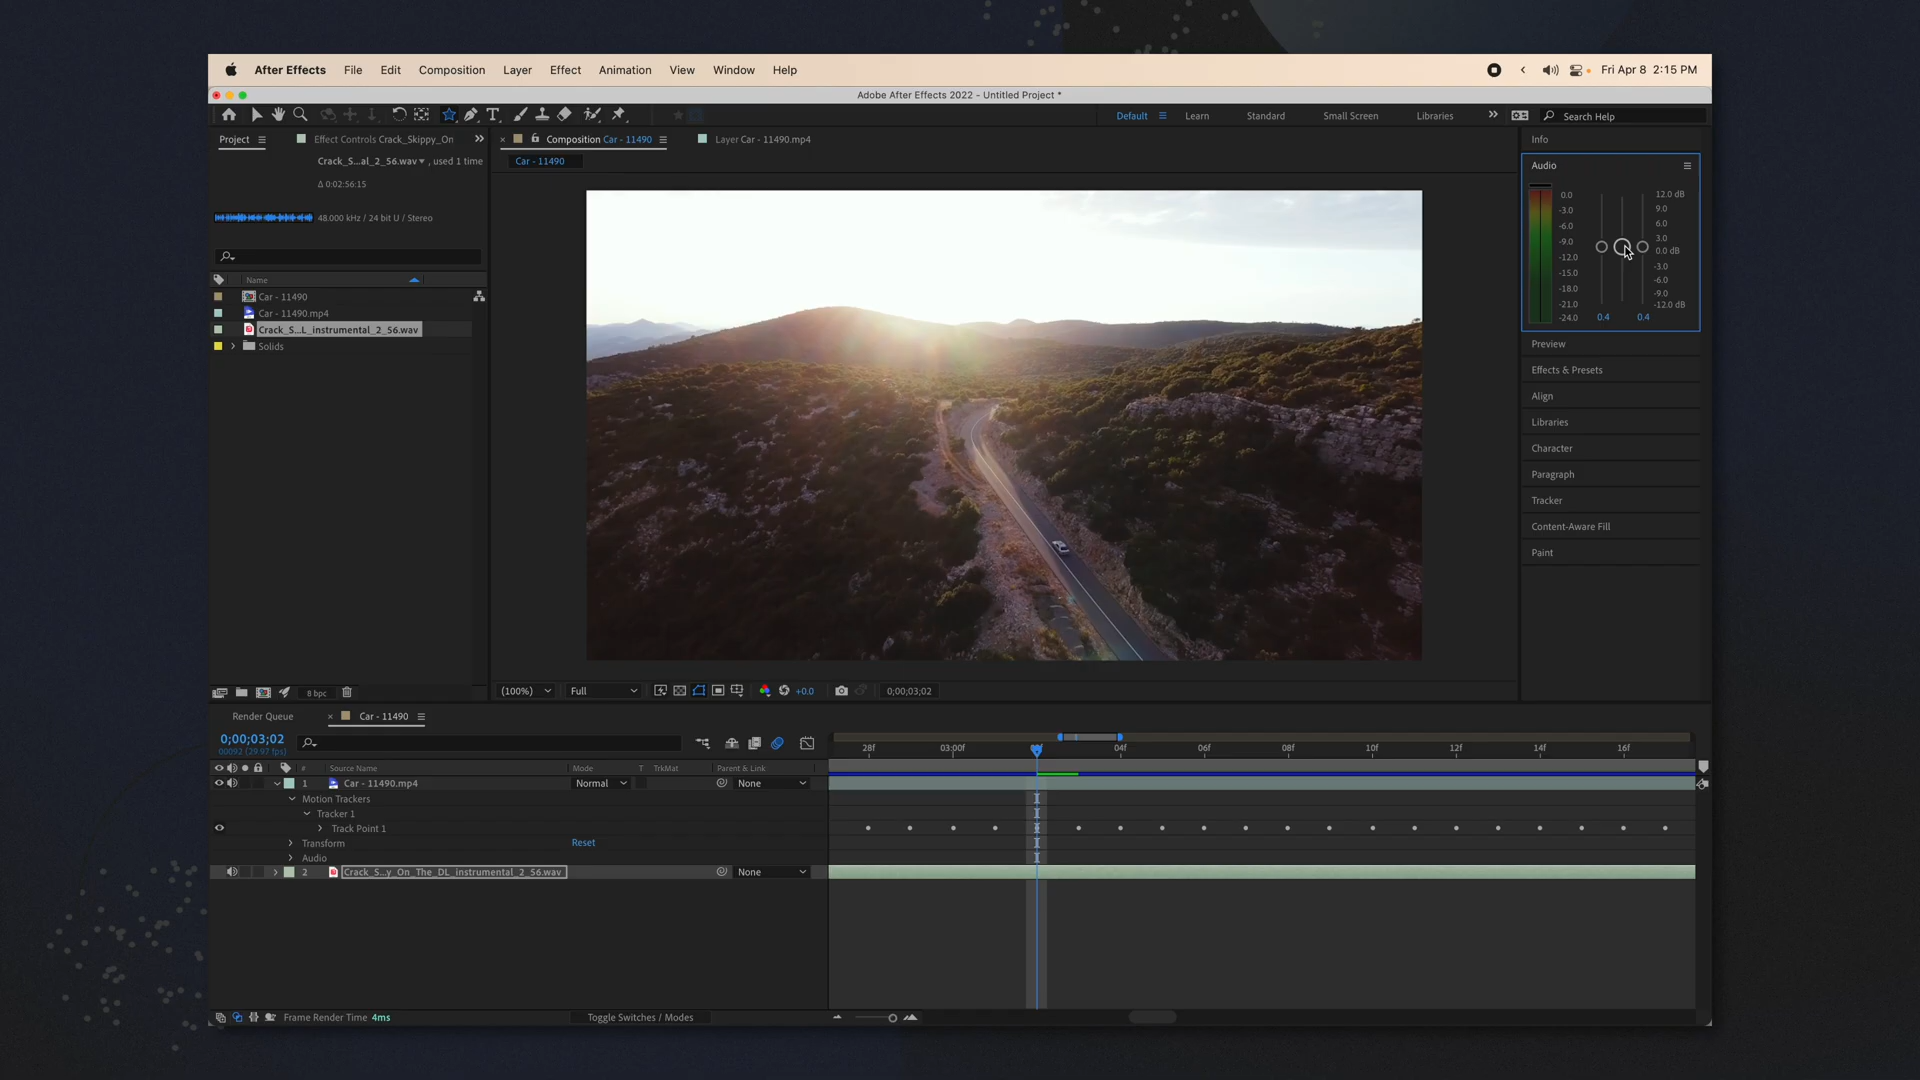 After Effects File Edit Composition Layer Effect Animation View Window Help Fri Apr 8 2:15 PM
Adobe After Effects 2022 - Untitled Project *
Default Learn Standard Small Screen Libraries Search Help
Project Effect Controls Crack_Skippy_On
Composition Car - 11490 Layer Car - 11490.mp4
Crack_S...al_2_56.wav , used 1 time
Δ 0:02:56:15
48.000 kHz / 24 bit U / Stereo
Name
Car - 11490
Car - 11490.mp4
Crack_S...L_instrumental_2_56.wav
Solids
8 bpc
Car - 11490
(100%) Full +0.0 0;00;03;02
Info
Audio
0.0
-3.0
-6.0
-9.0
-12.0
-15.0
-18.0
-21.0
-24.0
12.0 dB
9.0
6.0
3.0
0.0 dB
-3.0
-6.0
-9.0
-12.0 dB
0.4 0.4
Preview
Effects & Presets
Align
Libraries
Character
Paragraph
Tracker
Content-Aware Fill
Paint
Render Queue Car - 11490
0;00;03;02
00092 (29.97 fps)
28f 03:00f 04f 06f 08f 10f 12f 14f 16f
# Source Name Mode T TrkMat Parent & Link
1 Car - 11490.mp4 Normal None
Motion Trackers
Tracker 1
Track Point 1
Transform Reset
Audio
2 Crack_S...y_On_The_DL_instrumental_2_56.wav None
Frame Render Time 4ms Toggle Switches / Modes